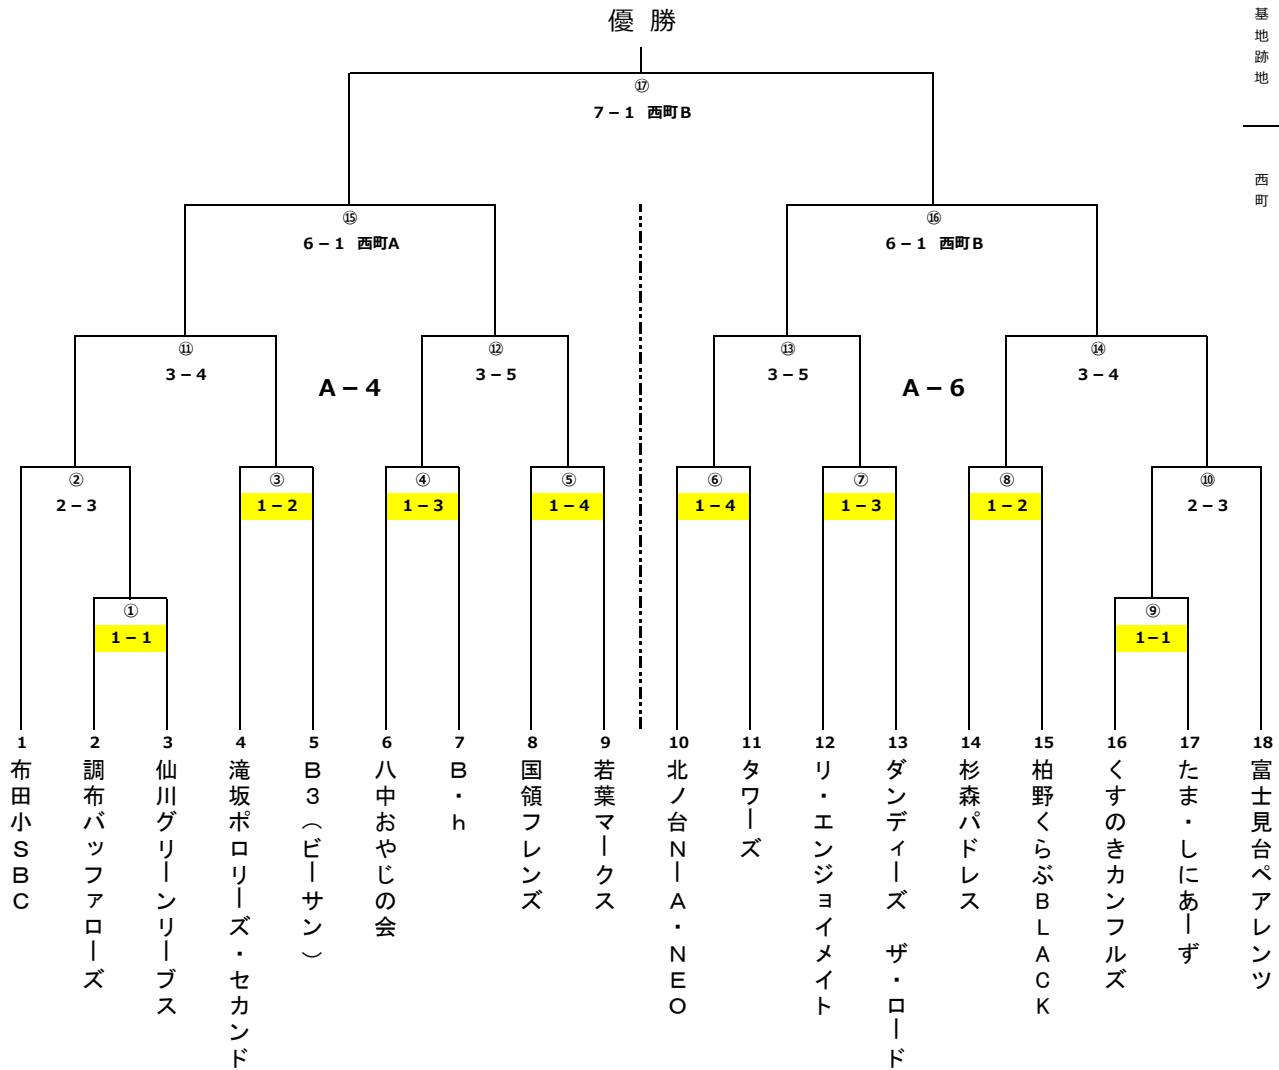 優 勝
基地跡地
西町
⑰
7－1 西町B
⑮
6－1 西町A
⑯
6－1 西町B
⑪
3－4
⑫
3－5
⑬
3－5
⑭
3－4
A－4
A－6
②
2－3
③
1－2
④
1－3
⑤
1－4
⑥
1－4
⑦
1－3
⑧
1－2
⑩
2－3
①
1－1
⑨
1－1
1
布田小SBC
2
調布バッファローズ
3
仙川グリーンリーブス
4
滝坂ポロリーズ・セカンド
5
B3（ビーサン）
6
八中おやじの会
7
B・h
8
国領フレンズ
9
若葉マークス
10
北ノ台NーA・NEO
11
タワーズ
12
リ・エンジョイメイト
13
ダンディーズ ザ・ロード
14
杉森パドレス
15
柏野くらぶBLACK
16
くすのきカンフルズ
17
たま・しにあーず
18
富士見台ペアレンツ